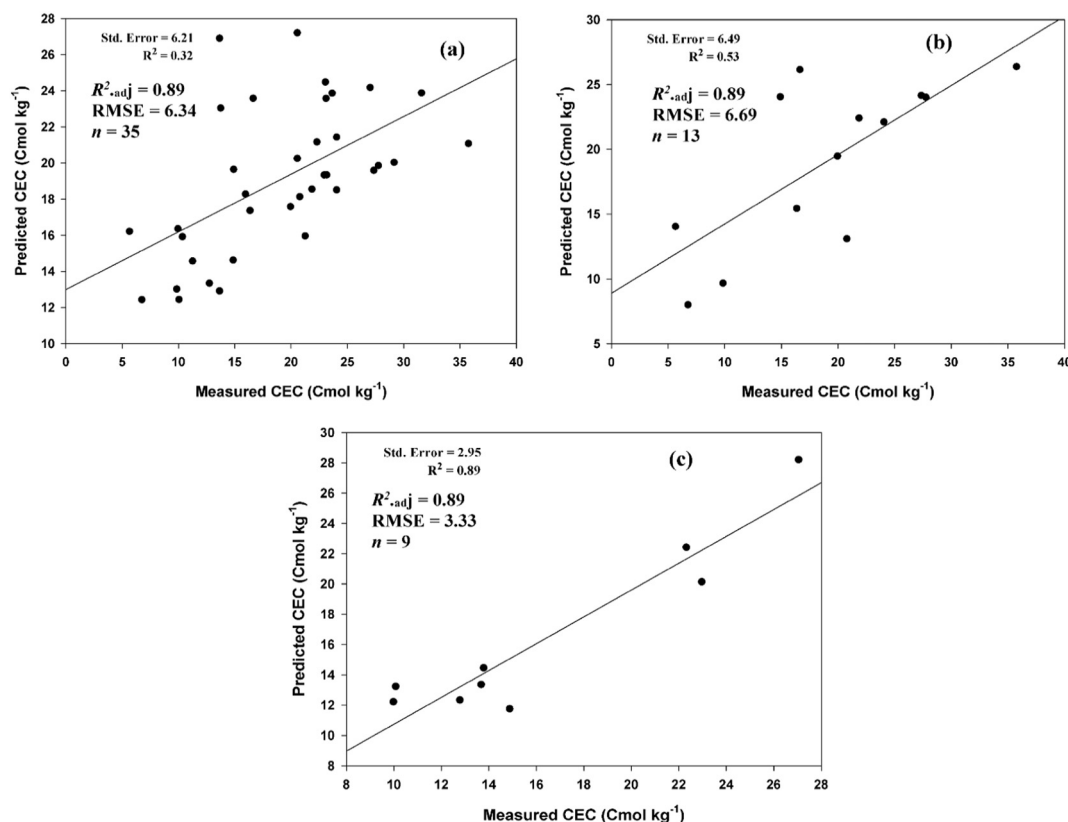 28
26
24
22
20
18
16
14
12
10
Predicted CEC (Cmol kg⁻¹)
Std. Error = 6.21
R² = 0.32
(a)
R²·adj = 0.89
RMSE = 6.34
n = 35
0 5 10 15 20 25 30 35 40
Measured CEC (Cmol kg⁻¹)
30
25
20
15
10
5
Predicted CEC (Cmol kg⁻¹)
Std. Error = 6.49
R² = 0.53
(b)
R²·adj = 0.89
RMSE = 6.69
n = 13
0 5 10 15 20 25 30 35 40
Measured CEC (Cmol kg⁻¹)
30
28
26
24
22
20
18
16
14
12
10
8
Predicted CEC (Cmol kg⁻¹)
Std. Error = 2.95
R² = 0.89
(c)
R²·adj = 0.89
RMSE = 3.33
n = 9
8 10 12 14 16 18 20 22 24 26 28
Measured CEC (Cmol kg⁻¹)